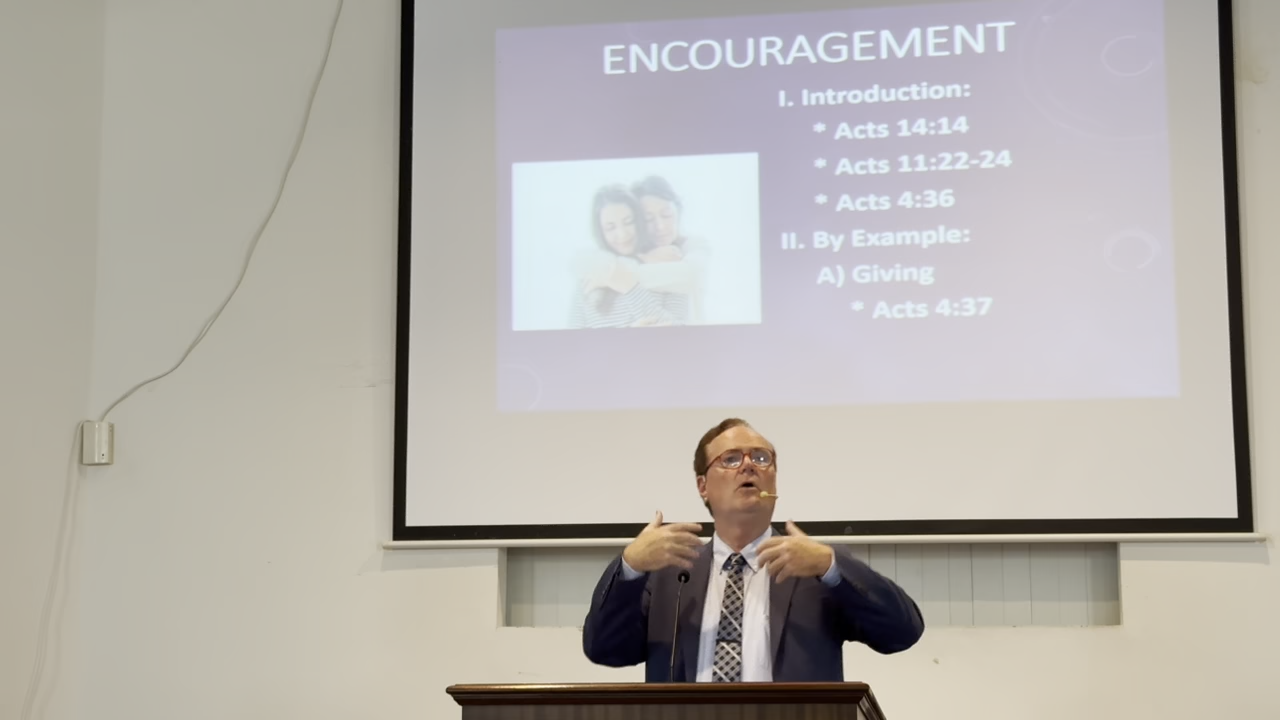 ENCOURAGEMENT
I. Introduction:
* Acts 14:14
* Acts 11:22-24
* Acts 4:36
II. By Example:
A) Giving
* Acts 4:37